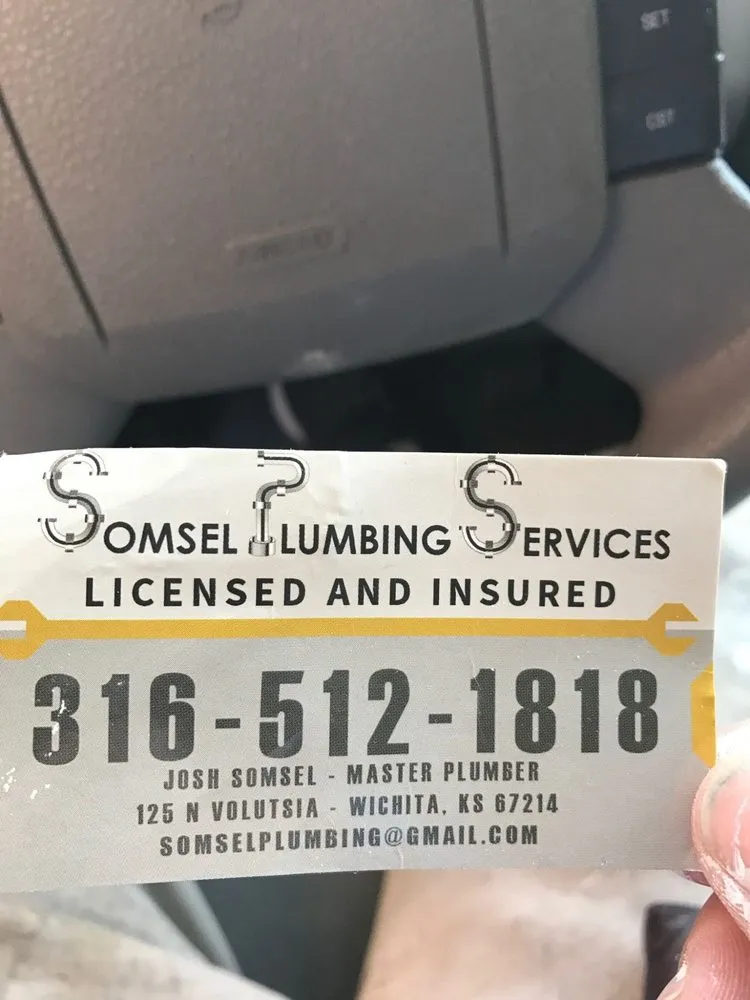 SET
SOMSEL PLUMBING SERVICES
LICENSED AND INSURED
316-512-1818
JOSH SOMSEL - MASTER PLUMBER
125 N VOLUTSIA - WICHITA, KS 67214
SOMSELPLUMBING@GMAIL.COM